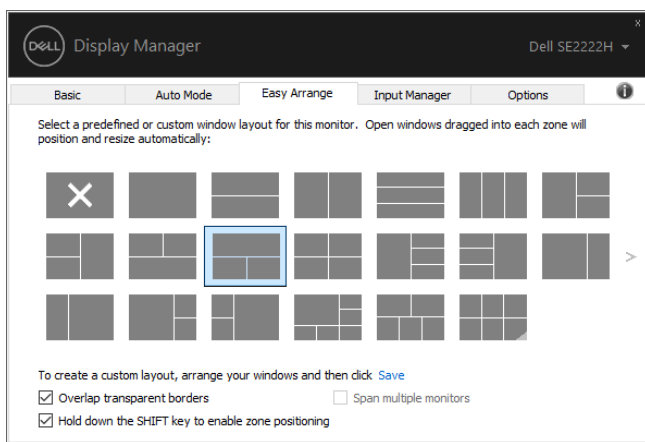 x
DELL Display Manager Dell SE2222H
Basic Auto Mode Easy Arrange Input Manager Options i
Select a predefined or custom window layout for this monitor. Open windows dragged into each zone will
position and resize automatically:
>
To create a custom layout, arrange your windows and then click Save
Overlap transparent borders Span multiple monitors
Hold down the SHIFT key to enable zone positioning